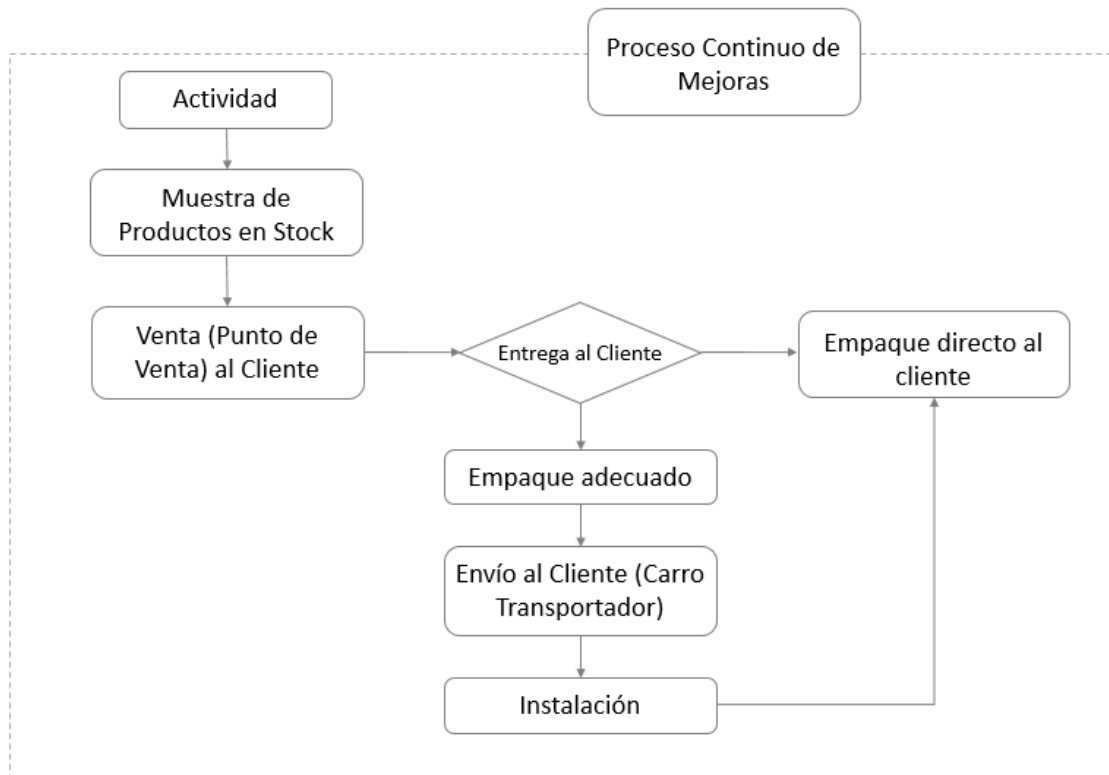 Proceso Continuo de
Mejoras
Actividad
Muestra de
Productos en Stock
Venta (Punto de
Venta) al Cliente
Entrega al Cliente
Empaque directo al
cliente
Empaque adecuado
Envío al Cliente (Carro
Transportador)
Instalación